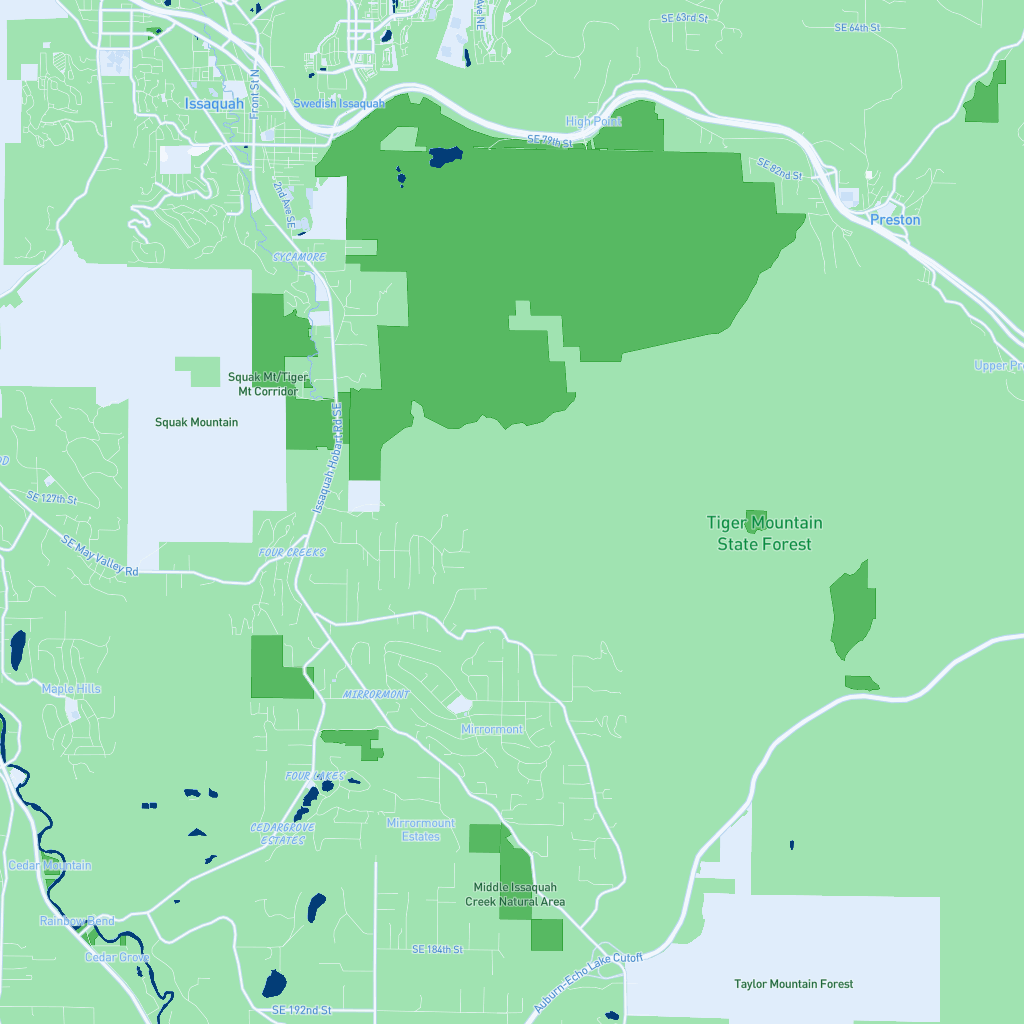 Ave NE
SE 63rd St
SE 64th St
Front St N
Issaquah
Swedish Issaquah
High Point
SE 79th St
SE 82nd St
2nd Ave SE
Preston
SYCAMORE
Upper Pre
Squak Mt/Tiger
Mt Corridor
Squak Mountain
Issaquah Hobart Rd SE
SE 127th St
Tiger Mountain
State Forest
SE May Valley Rd
FOUR CREEKS
Maple Hills
MIRRORMONT
Mirrormont
FOUR LAKES
CEDARGROVE
ESTATES
Mirrormount
Estates
Cedar Mountain
Middle Issaquah
Creek Natural Area
Rainbow Bend
Cedar Grove
SE 184th St
Auburn-Echo Lake Cutoff
Taylor Mountain Forest
SE 192nd St